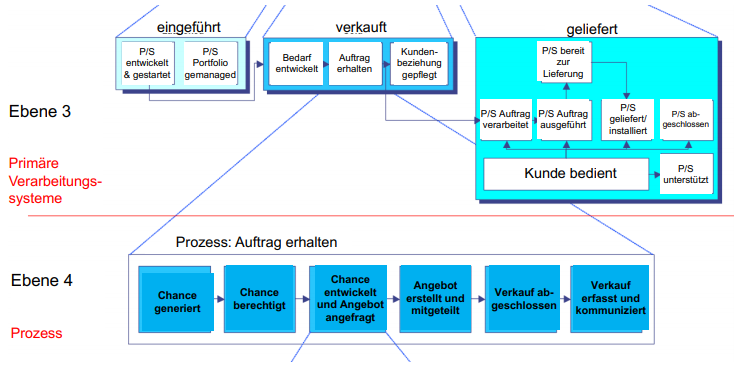 eingeführt
verkauft
geliefert
P/S
entwickelt
& gestartet
P/S
Portfolio
gemanaged
Bedarf
entwickelt
Auftrag
erhalten
Kunden-
beziehung
gepflegt
P/S bereit
zur
Lieferung
Ebene 3
P/S Auftrag
verarbeitet
P/S Auftrag
ausgeführt
P/S
geliefert/
installiert
P/S ab-
geschlossen
Primäre
Verarbeitungs-
systeme
Kunde bedient
P/S
unterstützt
Prozess: Auftrag erhalten
Ebene 4
Chance
generiert
Chance
berechtigt
Chance
entwickelt
und Angebot
angefragt
Angebot
erstellt und
mitgeteilt
Verkauf ab-
geschlossen
Verkauf
erfasst und
kommuniziert
Prozess